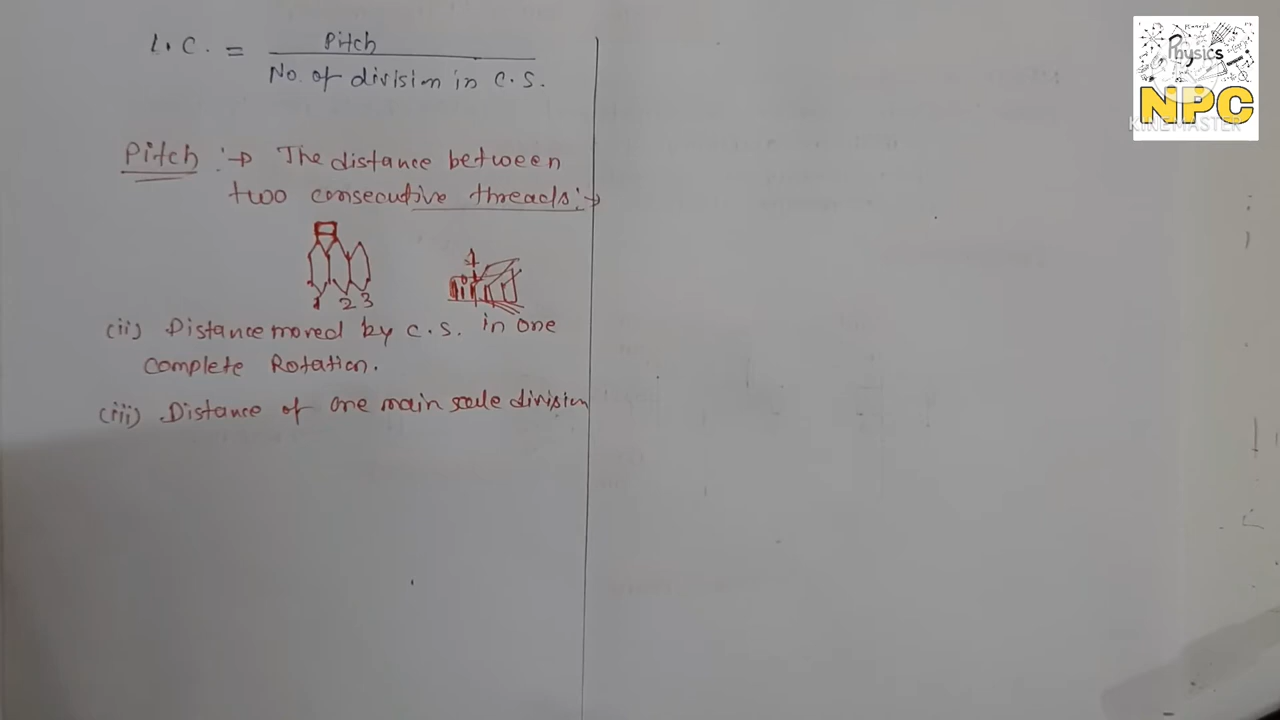 L.C. = Pitch
No. of division in C.S.
Pitch :→ The distance between
two consecutive threads:→
1 2 3
(ii) Distance moved by C.S. in one
complete Rotation.
(iii) Distance of one main scale division
Physics
NPC
KINEMASTER